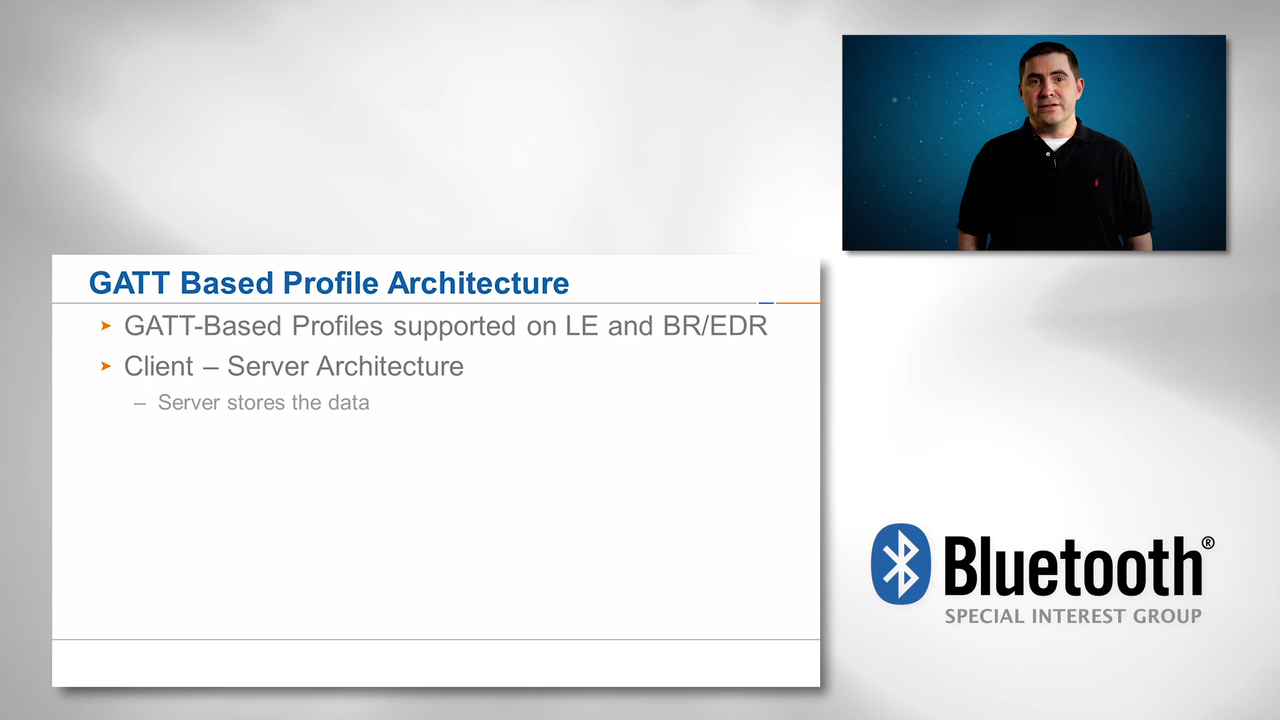 GATT Based Profile Architecture
➤ GATT-Based Profiles supported on LE and BR/EDR
➤ Client – Server Architecture
– Server stores the data
Bluetooth®
SPECIAL INTEREST GROUP